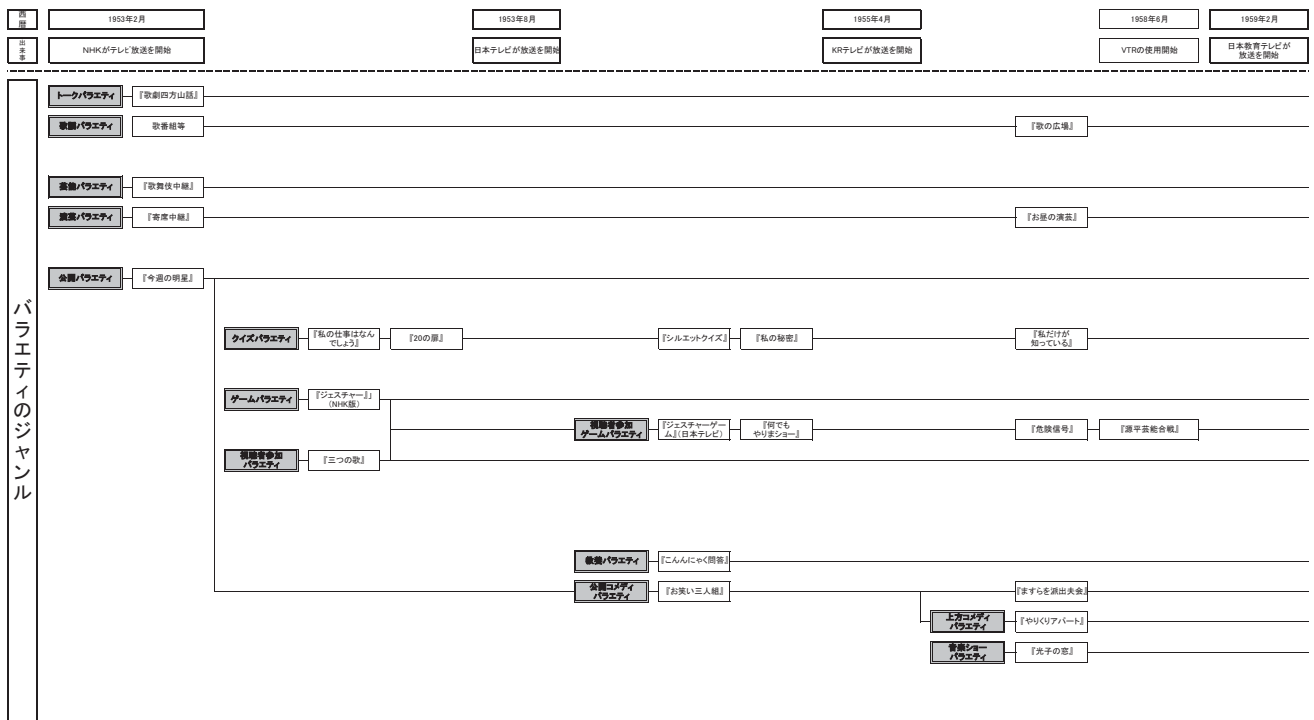 西暦
1953年2月
1953年8月
1955年4月
1958年6月
1959年2月
出来事
NHKがテレビ放送を開始
日本テレビが放送を開始
KRテレビが放送を開始
VTRの使用開始
日本教育テレビが
放送を開始
バラエティのジャンル
トークバラエティ
『歌劇四方山話』
歌謡バラエティ
歌番組等
『歌の広場』
芸能バラエティ
『歌舞伎中継』
演芸バラエティ
『寄席中継』
『お昼の演芸』
公開バラエティ
『今週の明星』
クイズバラエティ
『私の仕事はなん
でしょう』
『20の扉』
『シルエットクイズ』
『私の秘密』
『私だけが
知っている』
ゲームバラエティ
『ジェスチャー』」
(NHK版)
視聴者参加
ゲームバラエティ
『ジェスチャーゲー
ム』(日本テレビ)
『何でも
やりまショー』
『危険信号』
『源平芸能合戦』
視聴者参加
バラエティ
『三つの歌』
教養バラエティ
『こんんにゃく問答』
公開コメディ
バラエティ
『お笑い三人組』
『ますらを派出夫会』
上方コメディ
バラエティ
『やりくりアパート』
音楽ショー
バラエティ
『光子の窓』